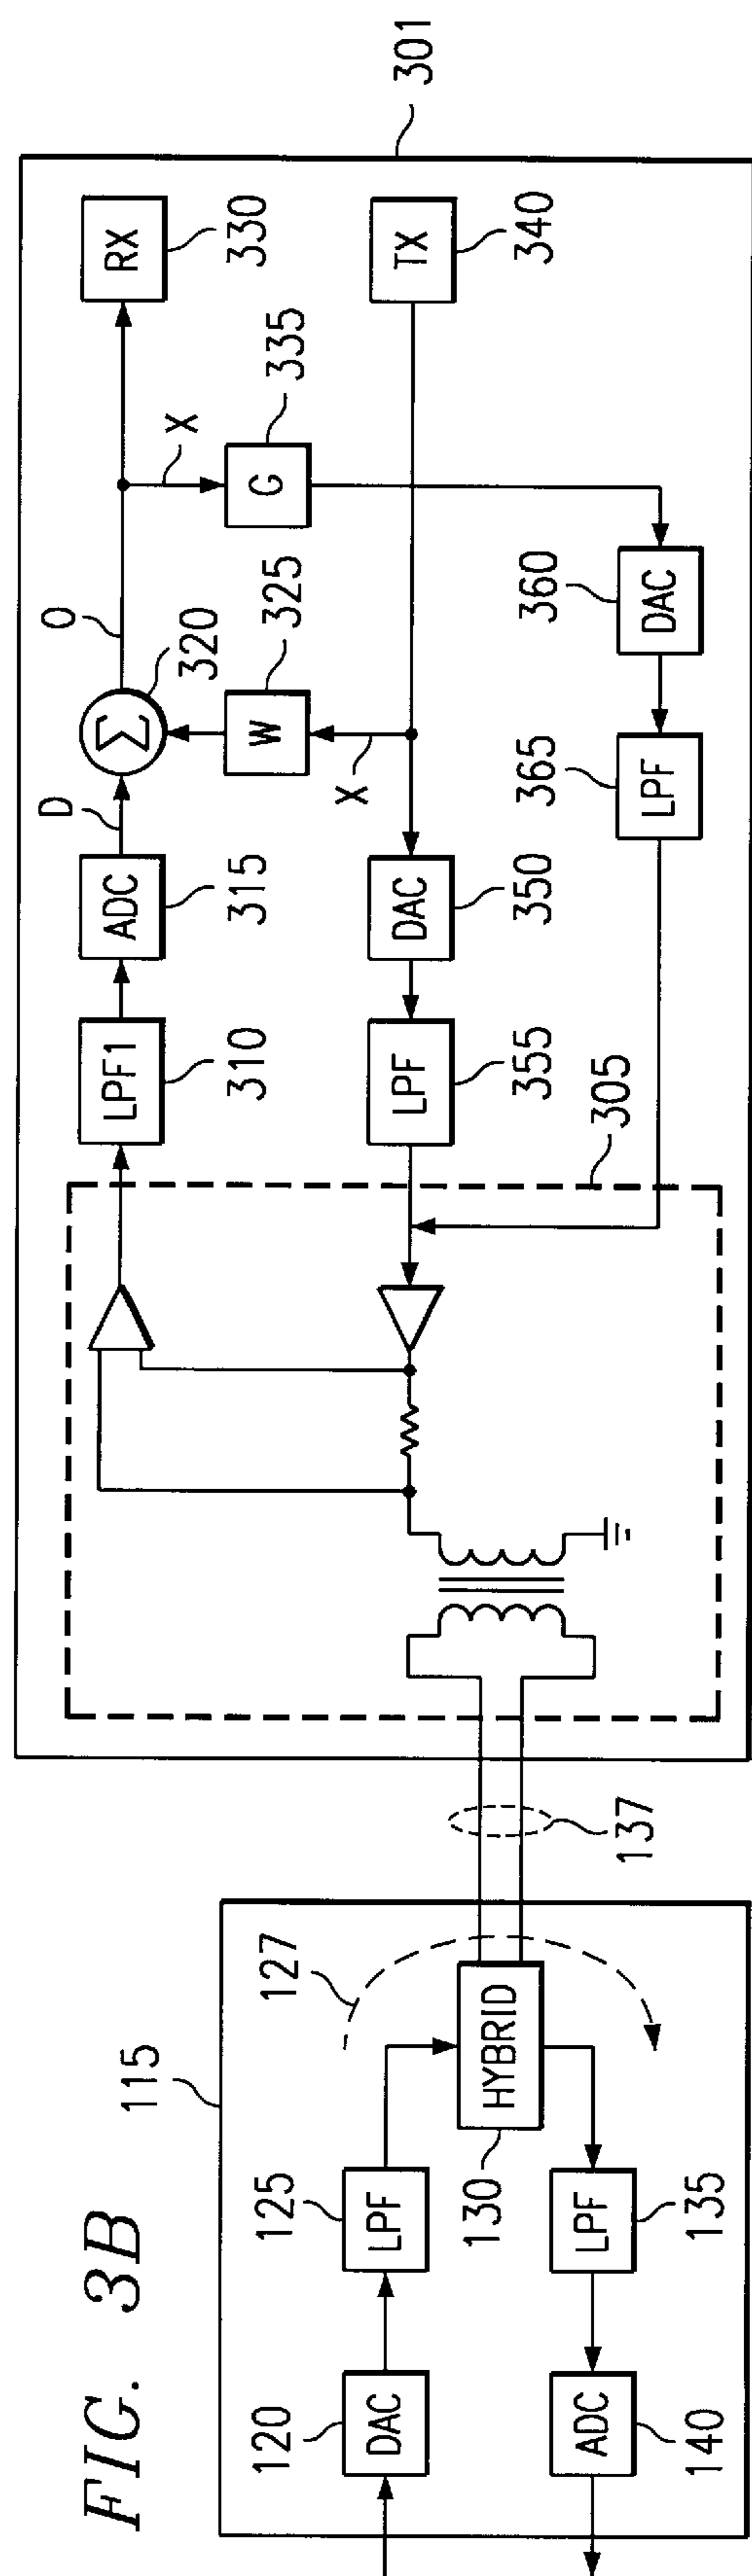 FIG. 3B
115
120
DAC
125
LPF
127
130
HYBRID
LPF
135
ADC
140
137
301
305
LPF1
310
ADC
315
D
Σ
320
O
RX
330
X
G
335
W
325
X
TX
340
DAC
350
LPF
355
360
DAC
365
LPF